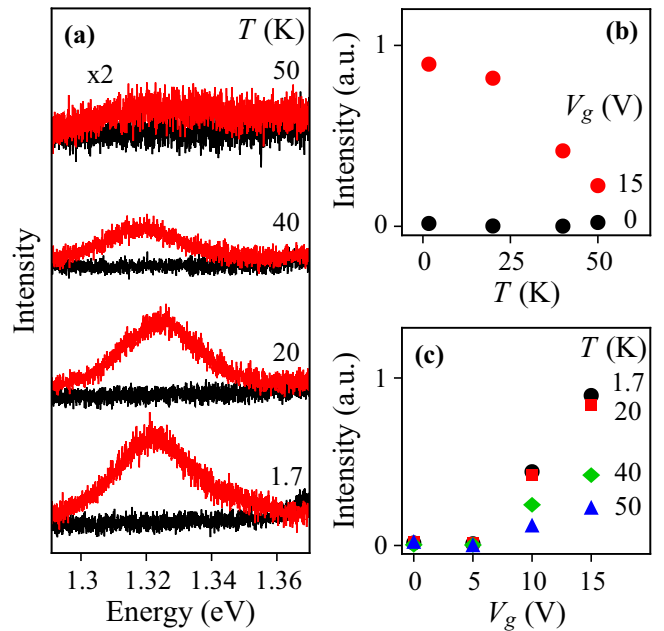 (a)
T (K)
x2
50
40
20
1.7
Intensity
1.3
1.32
1.34
1.36
Energy (eV)
(b)
1
0
Intensity (a.u.)
V_g (V)
15
0
0
25
50
T (K)
(c)
T (K)
1
0
Intensity (a.u.)
1.7
20
40
50
0
5
10
15
V_g (V)